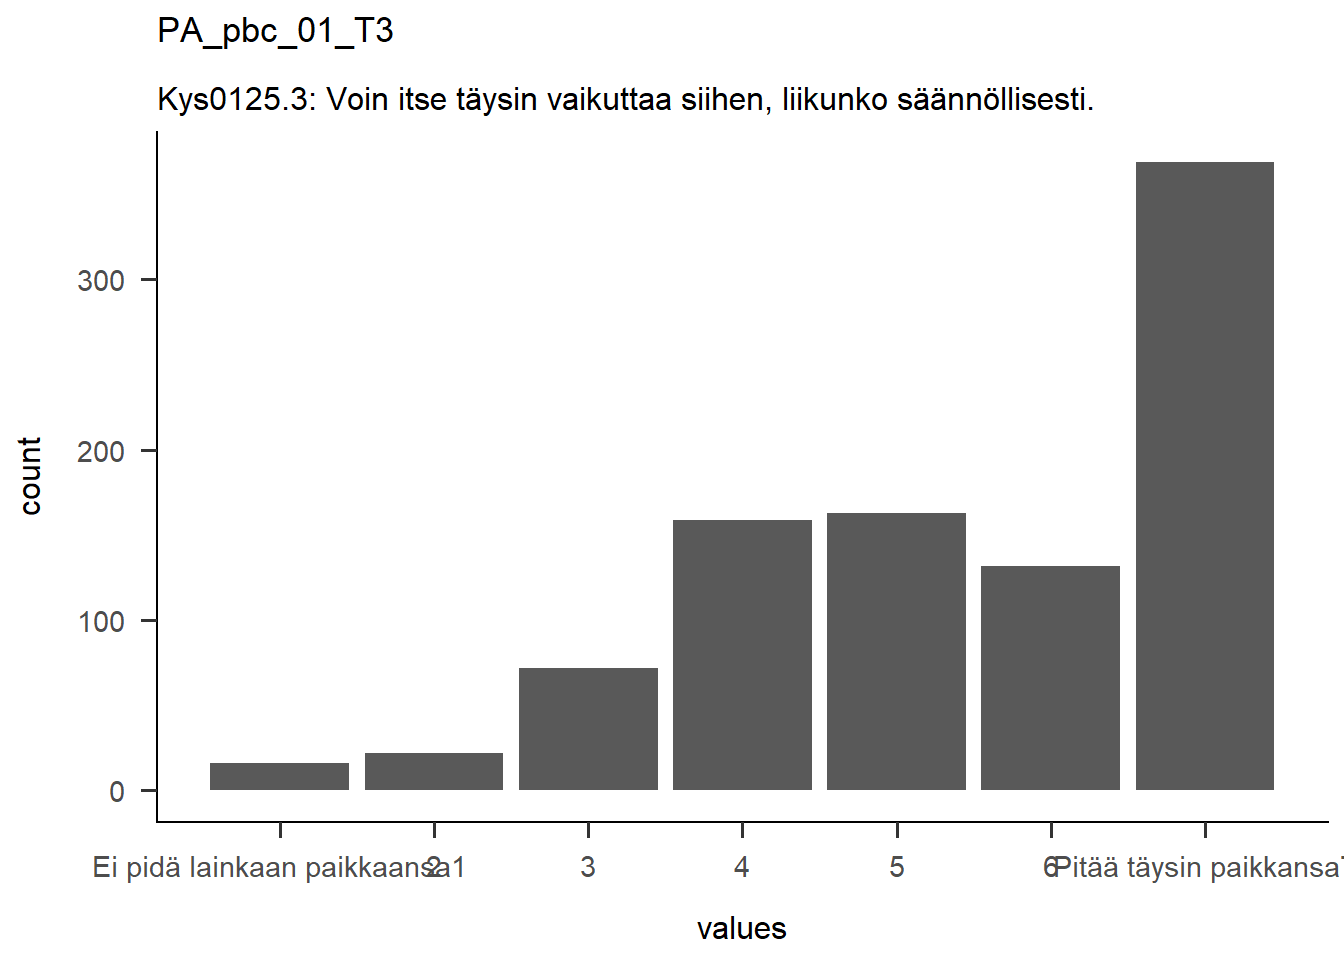 PA_pbc_01_T3
Kys0125.3: Voin itse täysin vaikuttaa siihen, liikunko säännöllisesti.
count
300
200
100
0
Ei pidä lainkaan paikkaansa1 2 3 4 5 6 Pitää täysin paikkansa7
values